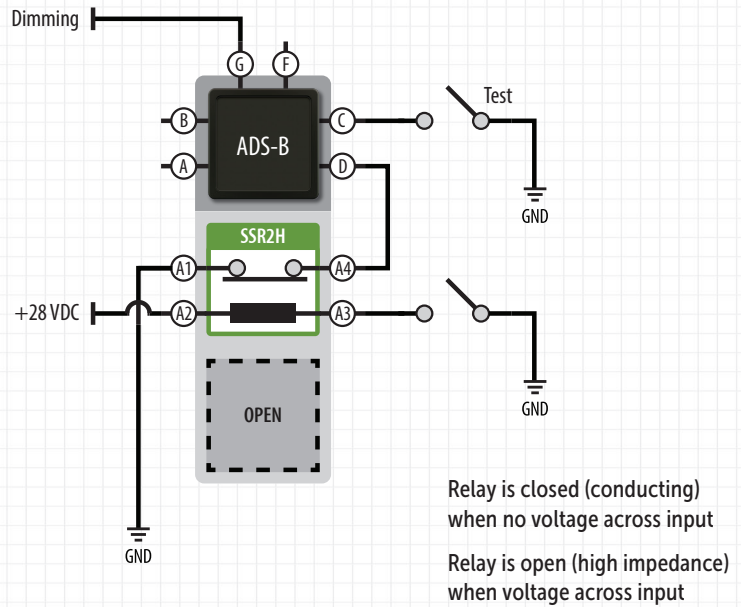 Dimming
G
F
B
ADS-B
C
Test
A
D
GND
SSR2H
A1
A4
+28 VDC
A2
A3
OPEN
GND
GND
Relay is closed (conducting)
when no voltage across input
Relay is open (high impedance)
when voltage across input